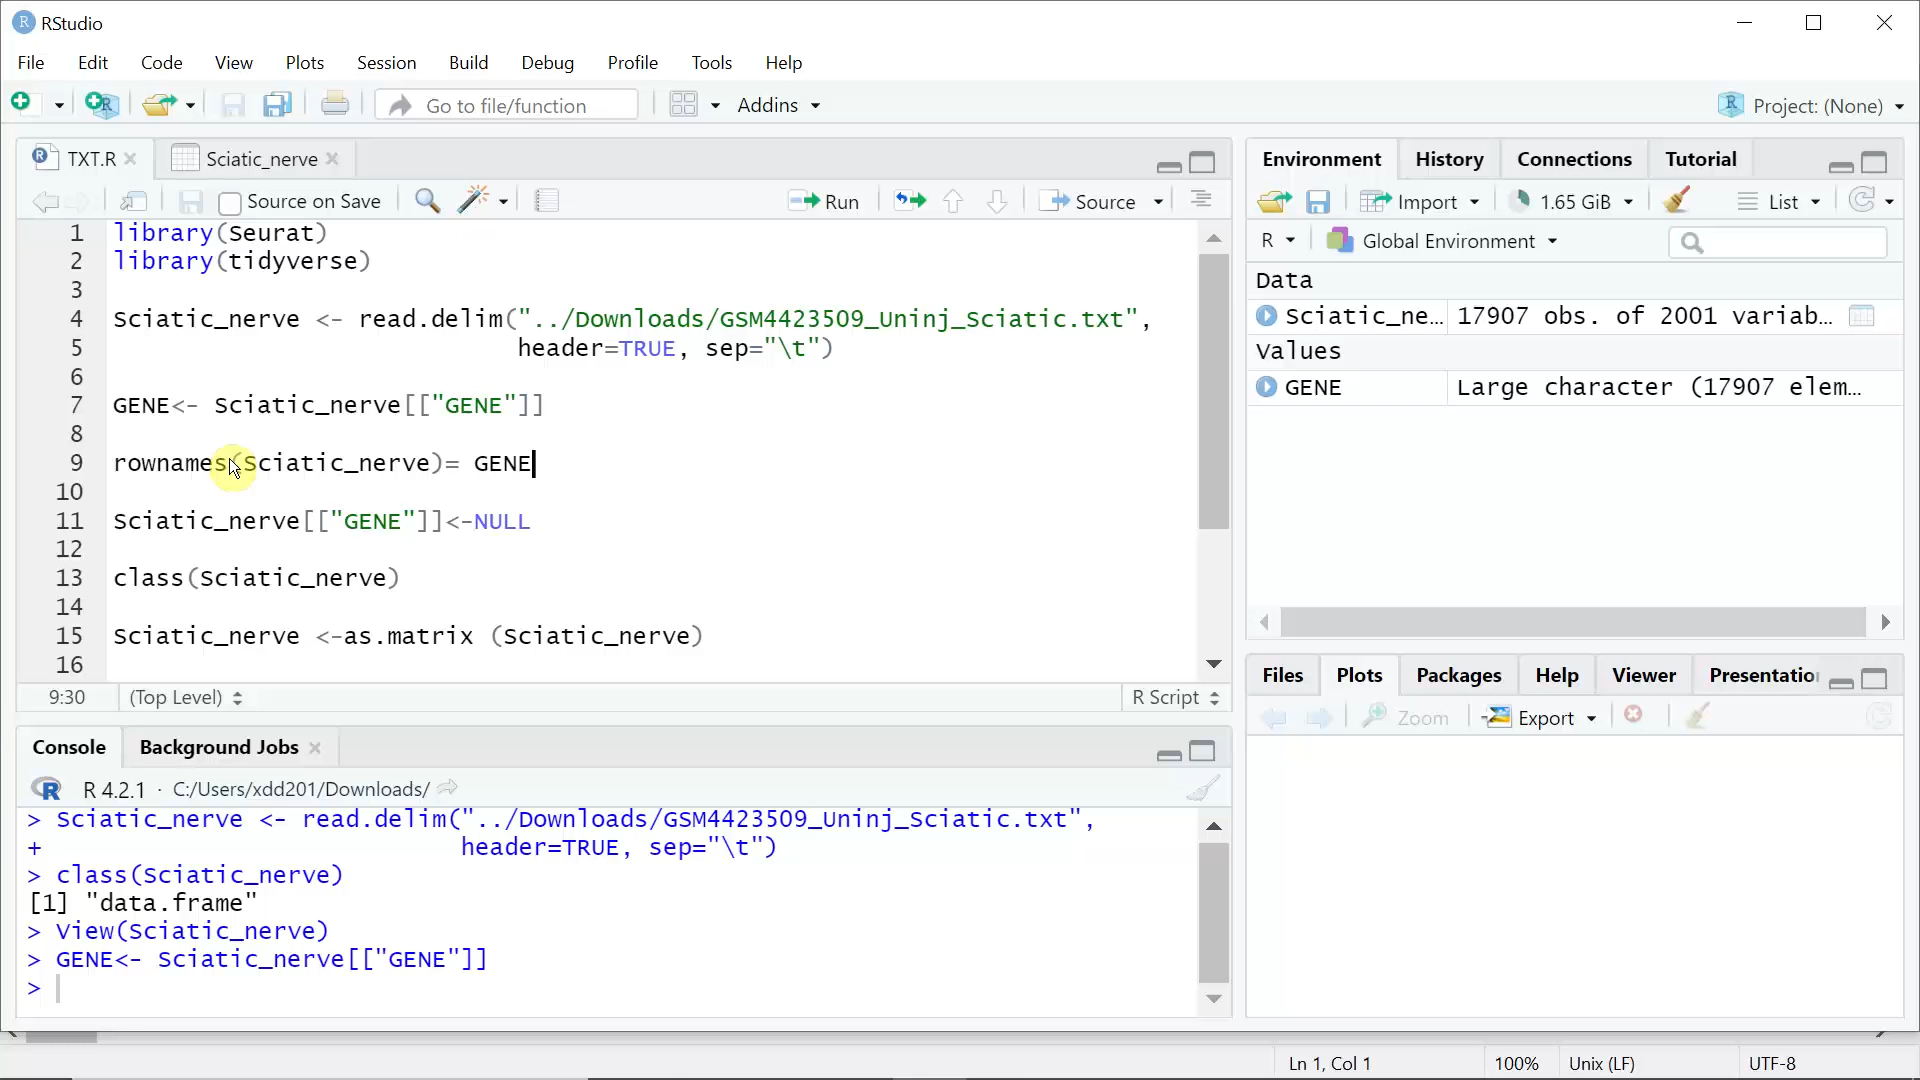 RStudio
File Edit Code View Plots Session Build Debug Profile Tools Help
Go to file/function Addins Project: (None)
TXT.R Sciatic_nerve
Source on Save Run Source
1 library(Seurat)
2 library(tidyverse)
3
4 Sciatic_nerve <- read.delim("../Downloads/GSM4423509_Uninj_Sciatic.txt",
5 header=TRUE, sep="\t")
6
7 GENE<- Sciatic_nerve[["GENE"]]
8
9 rownames(Sciatic_nerve)= GENE
10
11 Sciatic_nerve[["GENE"]]<-NULL
12
13 class(Sciatic_nerve)
14
15 Sciatic_nerve <-as.matrix (Sciatic_nerve)
16
9:30 (Top Level) R Script
Console Background Jobs
R 4.2.1 · C:/Users/xdd201/Downloads/
> Sciatic_nerve <- read.delim("../Downloads/GSM4423509_Uninj_Sciatic.txt",
+ header=TRUE, sep="\t")
> class(Sciatic_nerve)
[1] "data.frame"
> View(Sciatic_nerve)
> GENE<- Sciatic_nerve[["GENE"]]
>
Environment History Connections Tutorial
Import 1.65 GiB List
R Global Environment
Data
Sciatic_ne... 17907 obs. of 2001 variab...
Values
GENE Large character (17907 elem...
Files Plots Packages Help Viewer Presentatio
Zoom Export
Ln 1, Col 1 100% Unix (LF) UTF-8